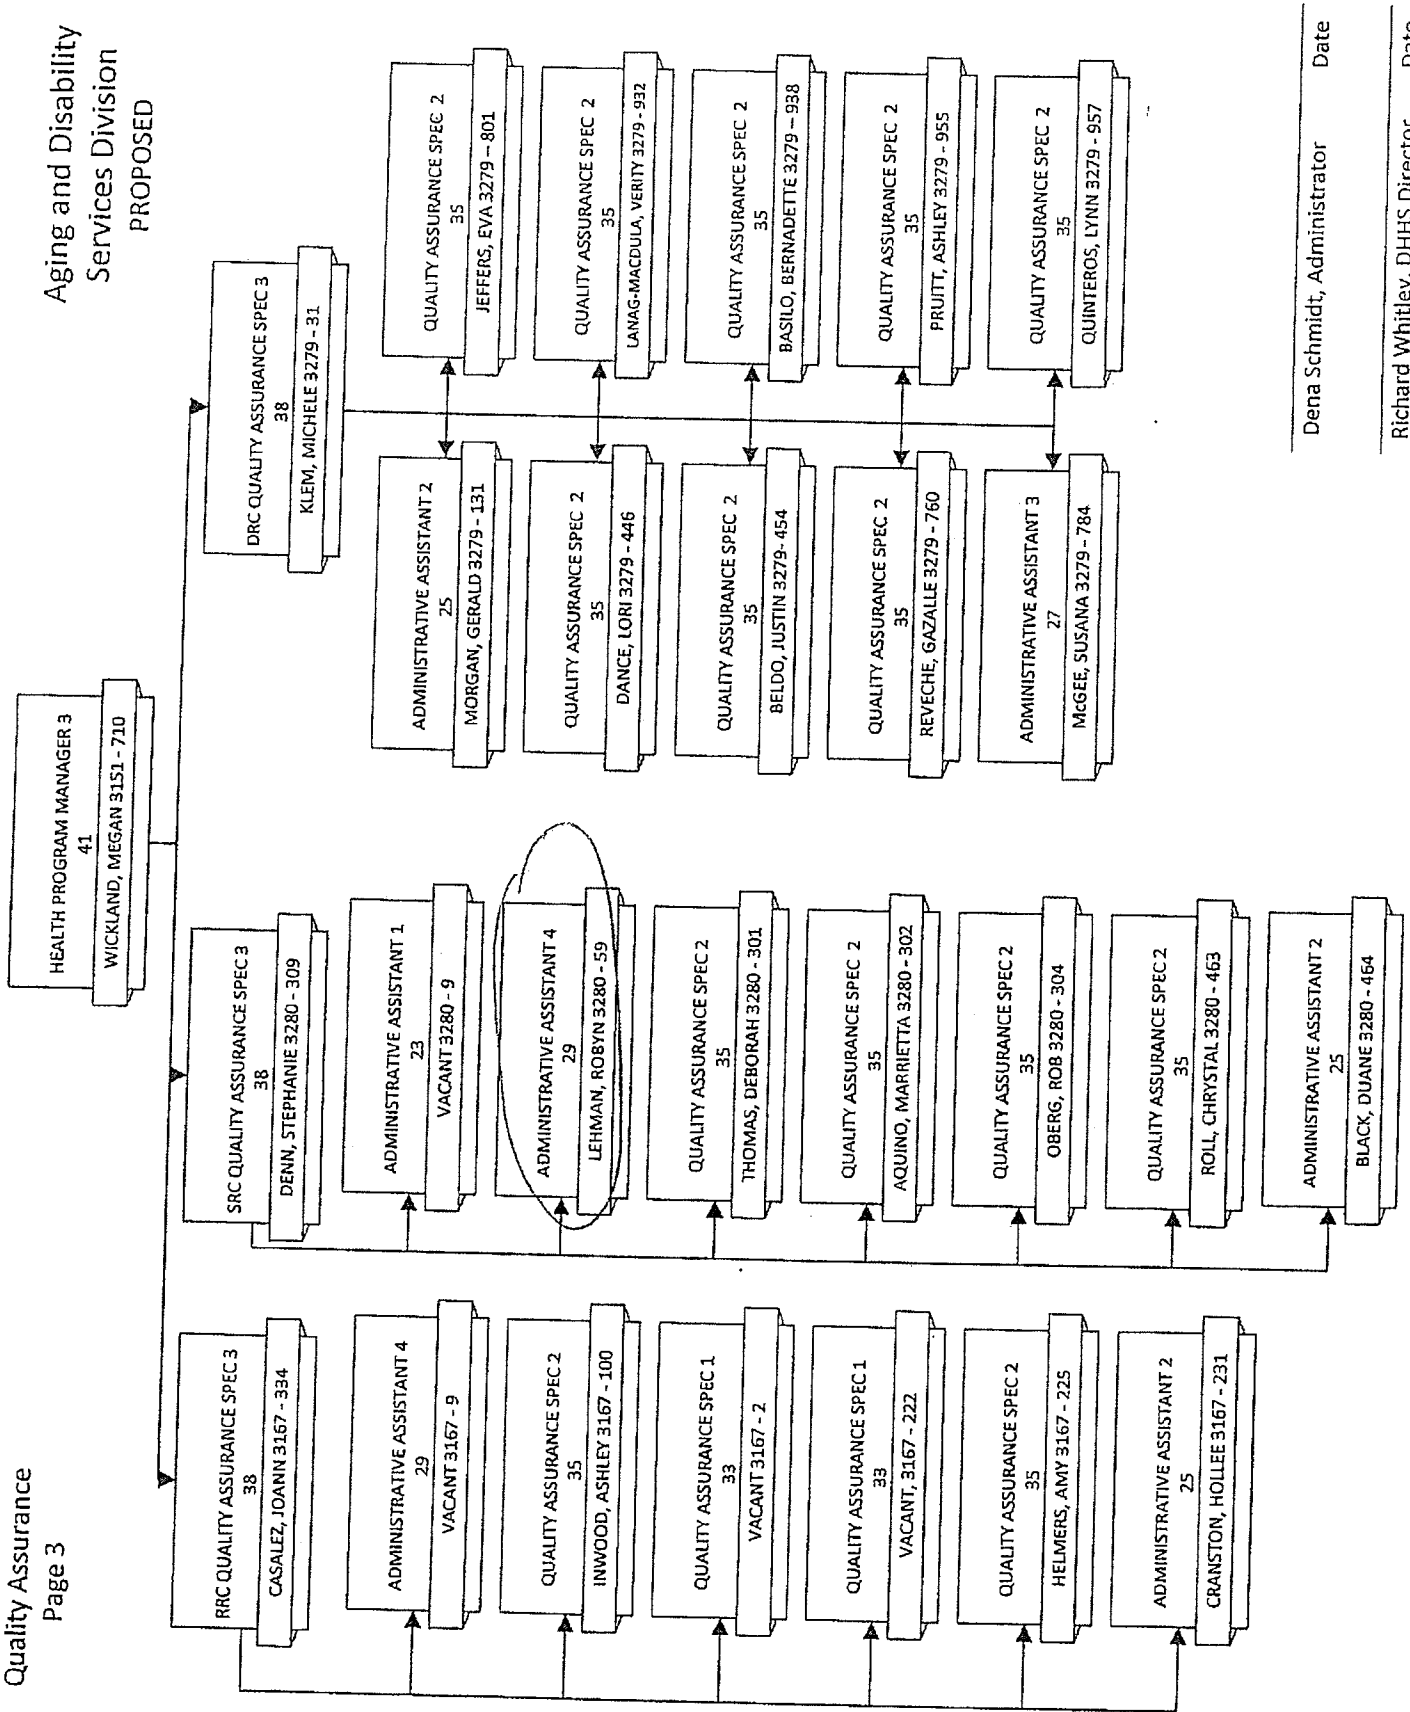 Quality Assurance
Page 3
Aging and Disability
Services Division
PROPOSED
HEALTH PROGRAM MANAGER 3
41
WICKLAND, MEGAN 3151 - 710
RRC QUALITY ASSURANCE SPEC 3
38
CASALEZ, JOANN 3167 - 334
ADMINISTRATIVE ASSISTANT 4
29
VACANT 3167 - 9
QUALITY ASSURANCE SPEC 2
35
INWOOD, ASHLEY 3167 - 100
QUALITY ASSURANCE SPEC 1
33
VACANT 3167 - 2
QUALITY ASSURANCE SPEC 1
33
VACANT, 3167 - 222
QUALITY ASSURANCE SPEC 2
35
HELMERS, AMY 3167 - 225
ADMINISTRATIVE ASSISTANT 2
25
CRANSTON, HOLLEE 3167 - 231
SRC QUALITY ASSURANCE SPEC 3
38
DENN, STEPHANIE 3280 - 309
ADMINISTRATIVE ASSISTANT 1
23
VACANT 3280 - 9
ADMINISTRATIVE ASSISTANT 4
29
LEHMAN, ROBYN 3280 - 59
QUALITY ASSURANCE SPEC 2
35
THOMAS, DEBORAH 3280 - 301
QUALITY ASSURANCE SPEC 2
35
AQUINO, MARRIETTA 3280 - 302
QUALITY ASSURANCE SPEC 2
35
OBERG, ROB 3280 - 304
QUALITY ASSURANCE SPEC 2
35
ROLL, CHRYSTAL 3280 - 463
ADMINISTRATIVE ASSISTANT 2
25
BLACK, DUANE 3280 - 464
DRC QUALITY ASSURANCE SPEC 3
38
KLEM, MICHELE 3279 - 31
ADMINISTRATIVE ASSISTANT 2
25
MORGAN, GERALD 3279 - 131
QUALITY ASSURANCE SPEC 2
35
DANCE, LORI 3279 - 446
QUALITY ASSURANCE SPEC 2
35
BELDO, JUSTIN 3279 - 454
QUALITY ASSURANCE SPEC 2
35
REVECHE, GAZALLE 3279 - 760
ADMINISTRATIVE ASSISTANT 3
27
McGEE, SUSANA 3279 - 784
QUALITY ASSURANCE SPEC 2
35
JEFFERS, EVA 3279 – 801
QUALITY ASSURANCE SPEC 2
35
LANAG-MACDULA, VERITY 3279 - 932
QUALITY ASSURANCE SPEC 2
35
BASILO, BERNADETTE 3279 – 938
QUALITY ASSURANCE SPEC 2
35
PRUITT, ASHLEY 3279 - 955
QUALITY ASSURANCE SPEC 2
35
QUINTEROS, LYNN 3279 - 957
Dena Schmidt, Administrator Date
Richard Whitley, DHHS Director Date